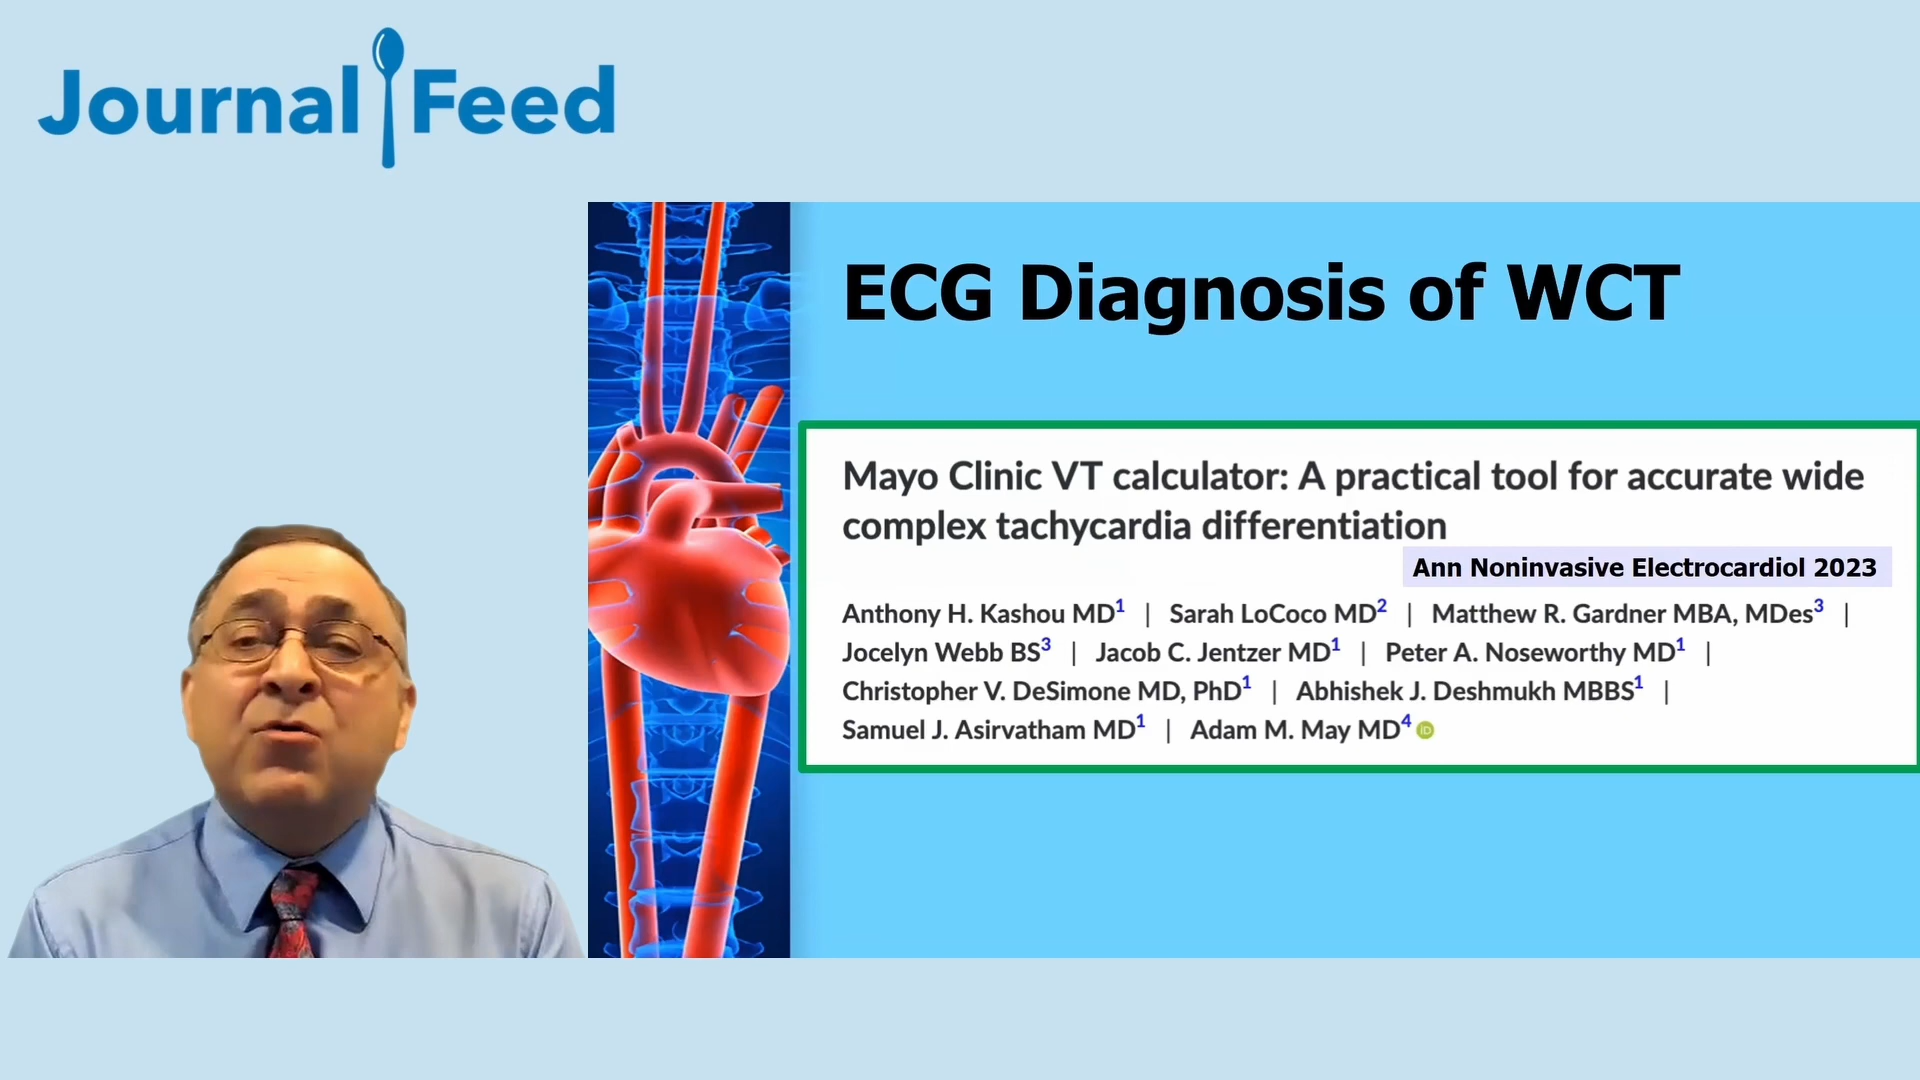 Journal Feed
ECG Diagnosis of WCT
Mayo Clinic VT calculator: A practical tool for accurate wide
complex tachycardia differentiation
Ann Noninvasive Electrocardiol 2023
Anthony H. Kashou MD1 | Sarah LoCoco MD2 | Matthew R. Gardner MBA, MDes3 |
Jocelyn Webb BS3 | Jacob C. Jentzer MD1 | Peter A. Noseworthy MD1 |
Christopher V. DeSimone MD, PhD1 | Abhishek J. Deshmukh MBBS1 |
Samuel J. Asirvatham MD1 | Adam M. May MD4 iD